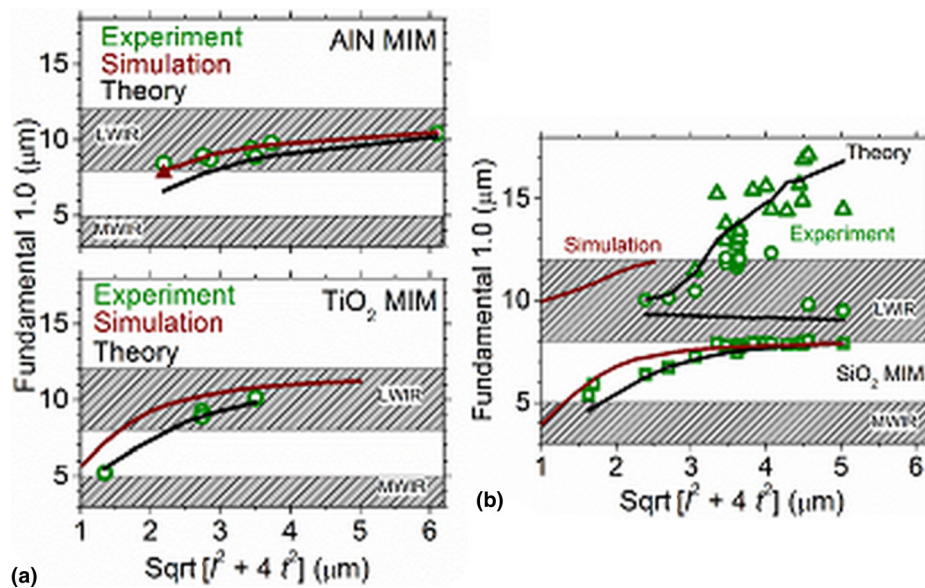 Experiment
AlN MIM
Simulation
Theory
15
LWIR
10
5
MWIR
Fundamental 1.0 (μm)
Experiment
TiO2 MIM
Simulation
Theory
15
10
LWIR
5
MWIR
1 2 3 4 5 6
Sqrt [l² + 4 t²] (μm)
(a)
Fundamental 1.0 (μm)
Theory
15
Experiment
Simulation
10
LWIR
SiO2 MIM
5
MWIR
1 2 3 4 5 6
Sqrt [l² + 4 t²] (μm)
(b)